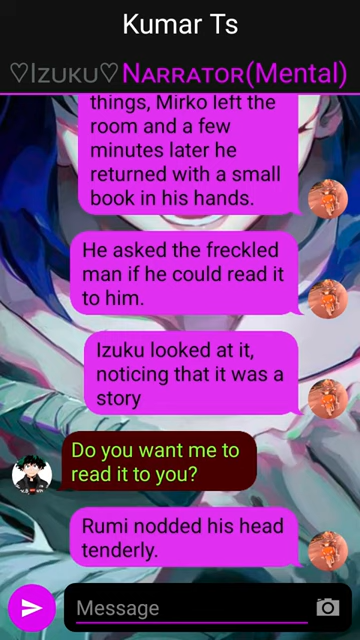 Kumar Ts
♡Izuku♡Narrator(Mental)
things, Mirko left the
room and a few
minutes later he
returned with a small
book in his hands.
He asked the freckled
man if he could read it
to him.
Izuku looked at it,
noticing that it was a
story
Do you want me to
read it to you?
Rumi nodded his head
tenderly.
Message